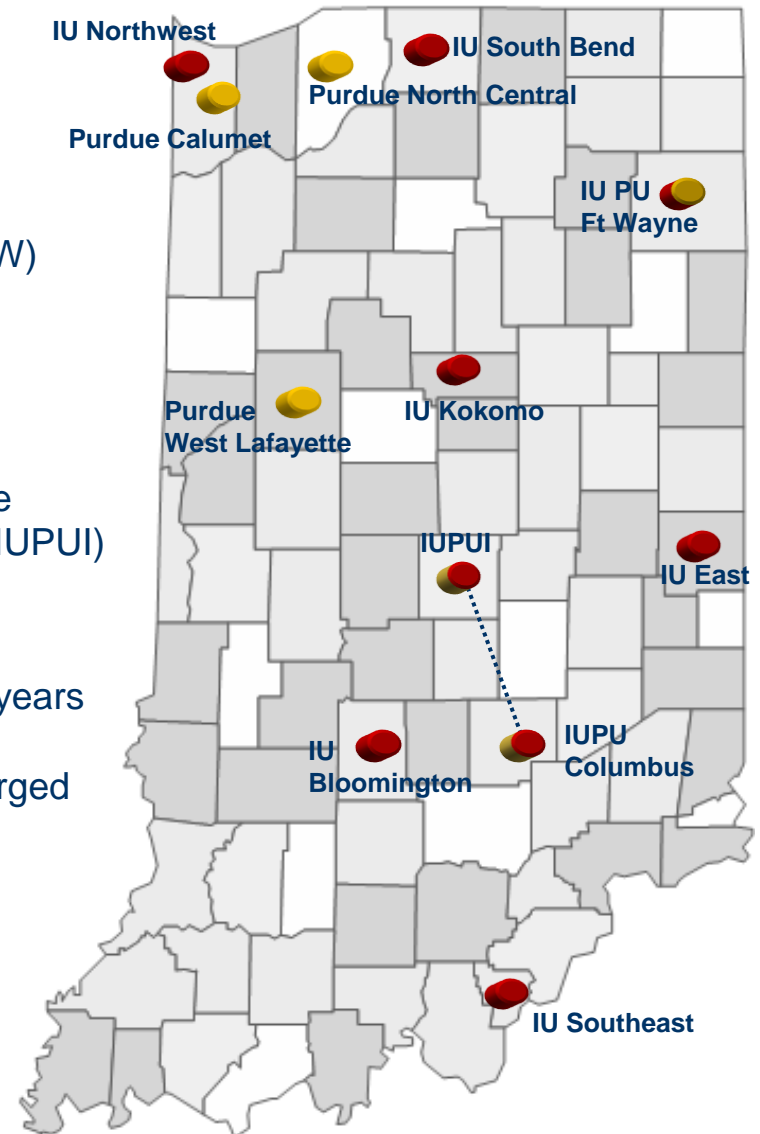 IU Northwest
IU South Bend
Purdue North Central
Purdue Calumet
IU PU
Ft Wayne
W)
IU Kokomo
Purdue
West Lafayette
e
IUPUI)
IUPUI
IU East
years
IUPU
Columbus
IU
Bloomington
rged
IU Southeast